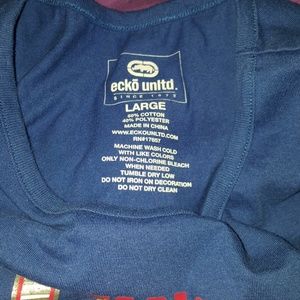 eckō unltd.
SINCE 1972
LARGE
60% COTTON
40% POLYESTER
MADE IN CHINA
WWW.ECKOUNLTD.COM
RN#17657
MACHINE WASH COLD
WITH LIKE COLORS
ONLY NON-CHLORINE BLEACH
WHEN NEEDED
TUMBLE DRY LOW
DO NOT IRON ON DECORATION
DO NOT DRY CLEAN